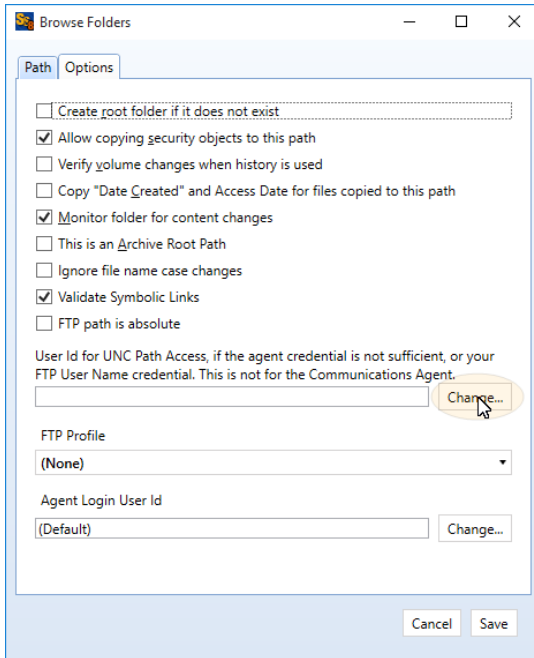 Browse Folders
Path Options
Create root folder if it does not exist
Allow copying security objects to this path
Verify volume changes when history is used
Copy "Date Created" and Access Date for files copied to this path
Monitor folder for content changes
This is an Archive Root Path
Ignore file name case changes
Validate Symbolic Links
FTP path is absolute
User Id for UNC Path Access, if the agent credential is not sufficient, or your
FTP User Name credential. This is not for the Communications Agent.
Change...
FTP Profile
(None)
Agent Login User Id
(Default) Change...
Cancel Save